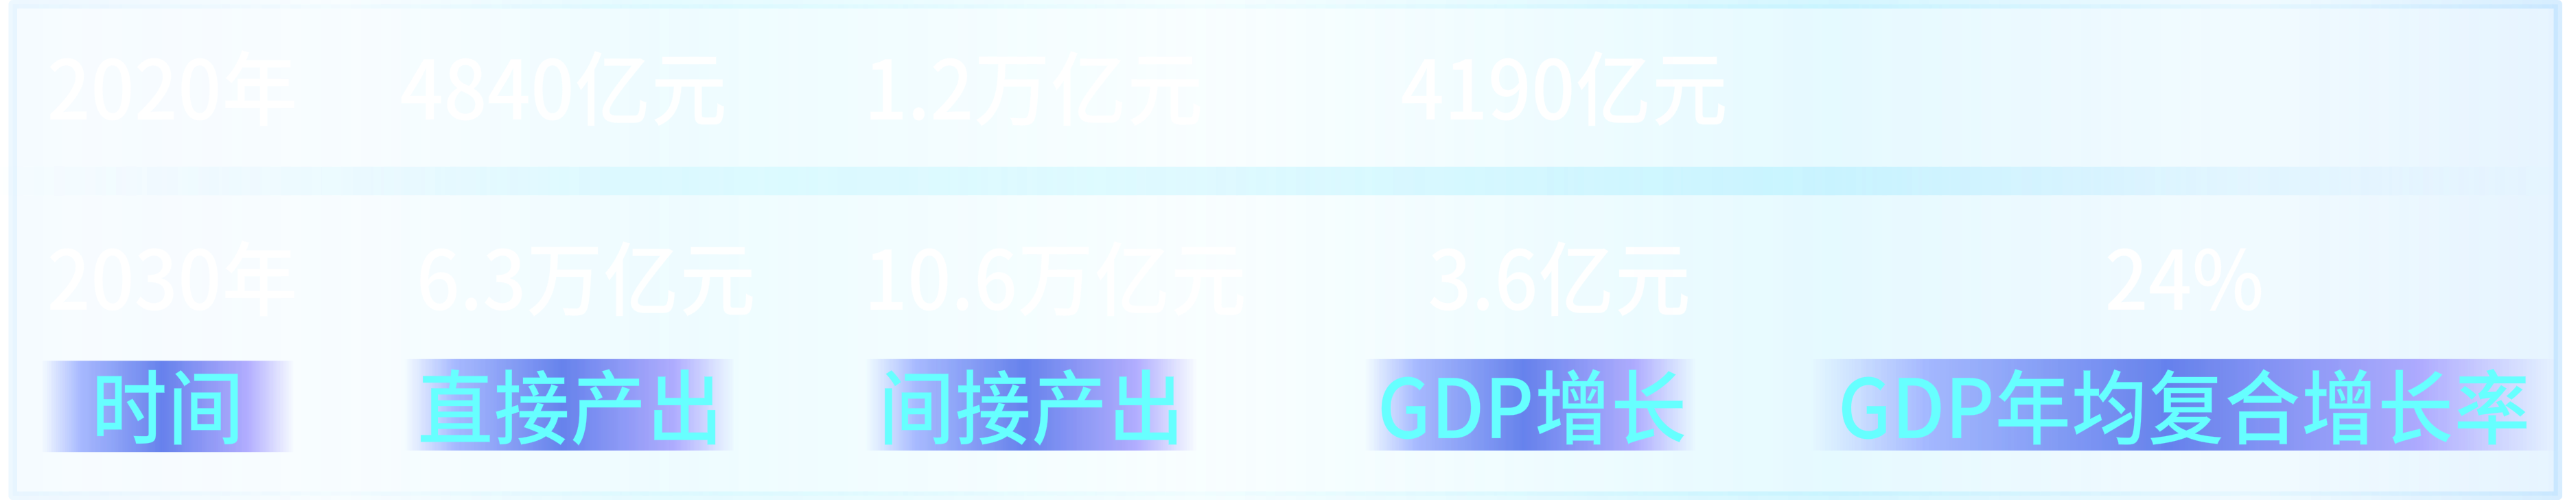 2020年 4840亿元 1.2万亿元 4190亿元
2030年 6.3万亿元 10.6万亿元 3.6亿元 24%
时间 直接产出 间接产出 GDP增长 GDP年均复合增长率